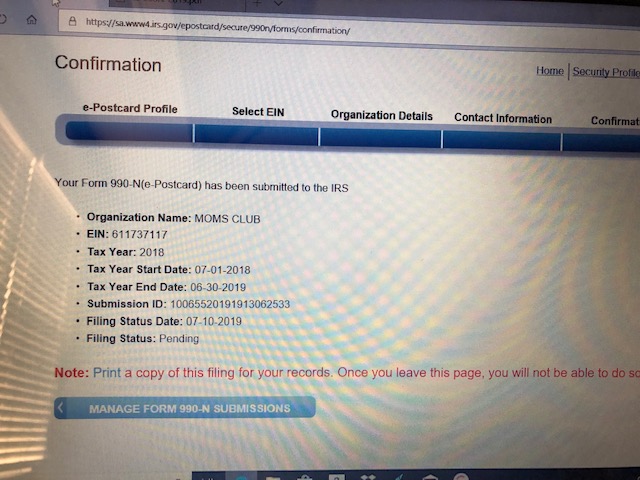 https://sa.www4.irs.gov/epostcard/secure/990n/forms/confirmation/
Confirmation
Home Security Profile
e-Postcard Profile Select EIN Organization Details Contact Information Confirmat
Your Form 990-N(e-Postcard) has been submitted to the IRS
• Organization Name: MOMS CLUB
• EIN: 611737117
• Tax Year: 2018
• Tax Year Start Date: 07-01-2018
• Tax Year End Date: 06-30-2019
• Submission ID: 10065520191913062533
• Filing Status Date: 07-10-2019
• Filing Status: Pending
Note: Print a copy of this filing for your records. Once you leave this page, you will not be able to do so
MANAGE FORM 990-N SUBMISSIONS